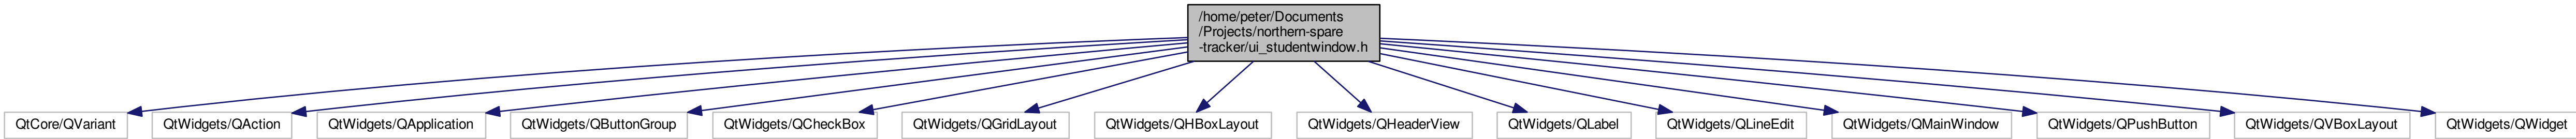 /home/peter/Documents
/Projects/northern-spare
-tracker/ui_studentwindow.h
QtCore/QVariant
QtWidgets/QAction
QtWidgets/QApplication
QtWidgets/QButtonGroup
QtWidgets/QCheckBox
QtWidgets/QGridLayout
QtWidgets/QHBoxLayout
QtWidgets/QHeaderView
QtWidgets/QLabel
QtWidgets/QLineEdit
QtWidgets/QMainWindow
QtWidgets/QPushButton
QtWidgets/QVBoxLayout
QtWidgets/QWidget